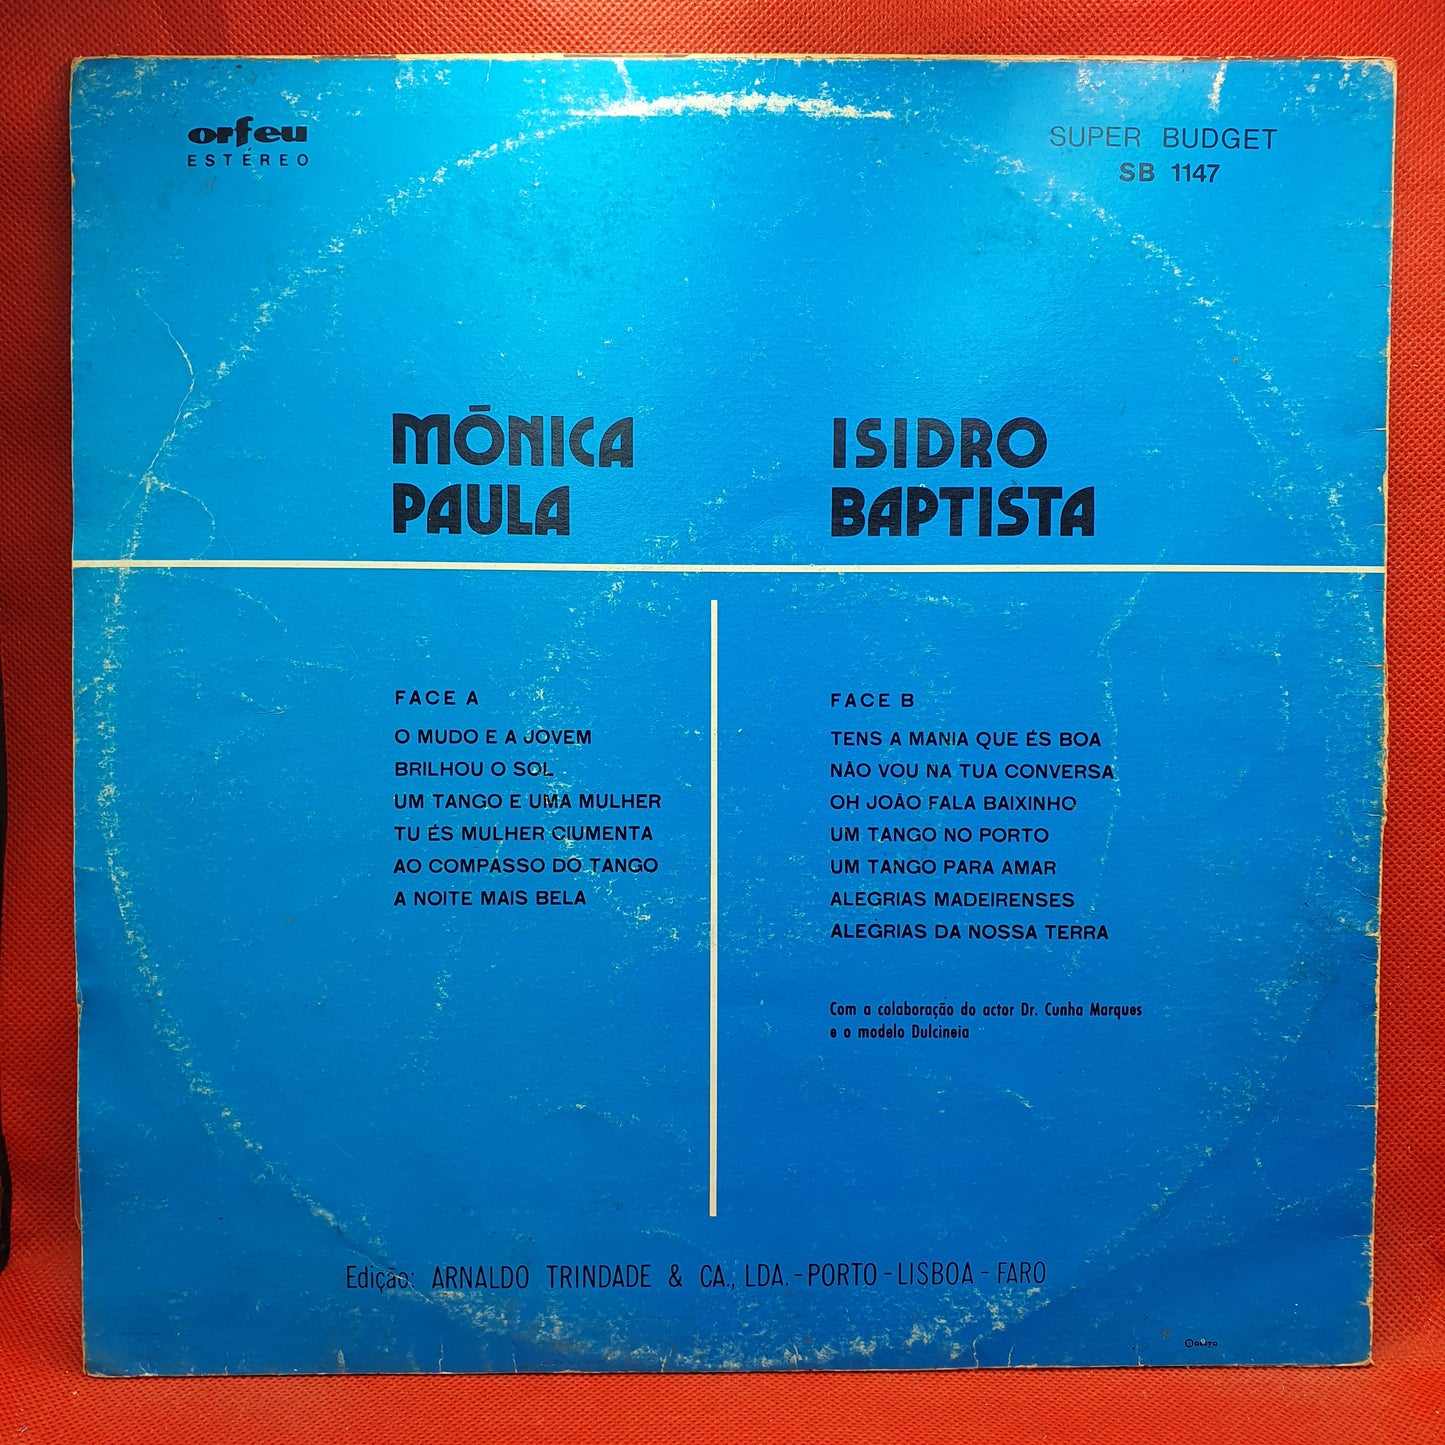 orfeu
ESTÉREO
SUPER BUDGET
SB 1147
MÓNICA
PAULA
ISIDRO
BAPTISTA
FACE A
O MUDO E A JOVEM
BRILHOU O SOL
UM TANGO E UMA MULHER
TU ÉS MULHER CIUMENTA
AO COMPASSO DO TANGO
A NOITE MAIS BELA
FACE B
TENS A MANIA QUE ÉS BOA
NÃO VOU NA TUA CONVERSA
OH JOÃO FALA BAIXINHO
UM TANGO NO PORTO
UM TANGO PARA AMAR
ALEGRIAS MADEIRENSES
ALEGRIAS DA NOSSA TERRA
Com a colaboração do actor Dr. Cunha Marques
e o modelo Dulcineia
Edição: ARNALDO TRINDADE & CA., LDA. - PORTO - LISBOA - FARO